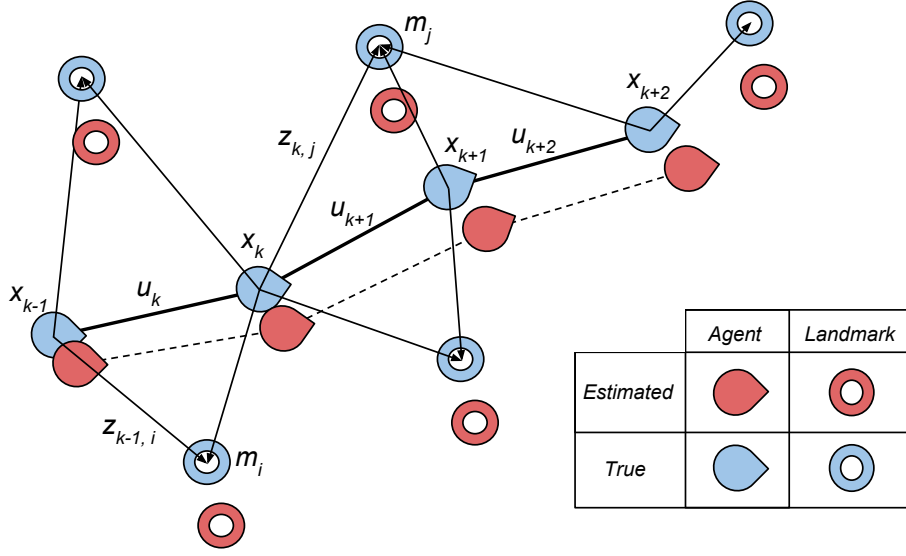 m_j
x_{k+2}
z_{k, j}
x_{k+1}
u_{k+2}
u_{k+1}
x_k
x_{k-1}
u_k
z_{k-1, i}
m_i
Agent Landmark
Estimated
True